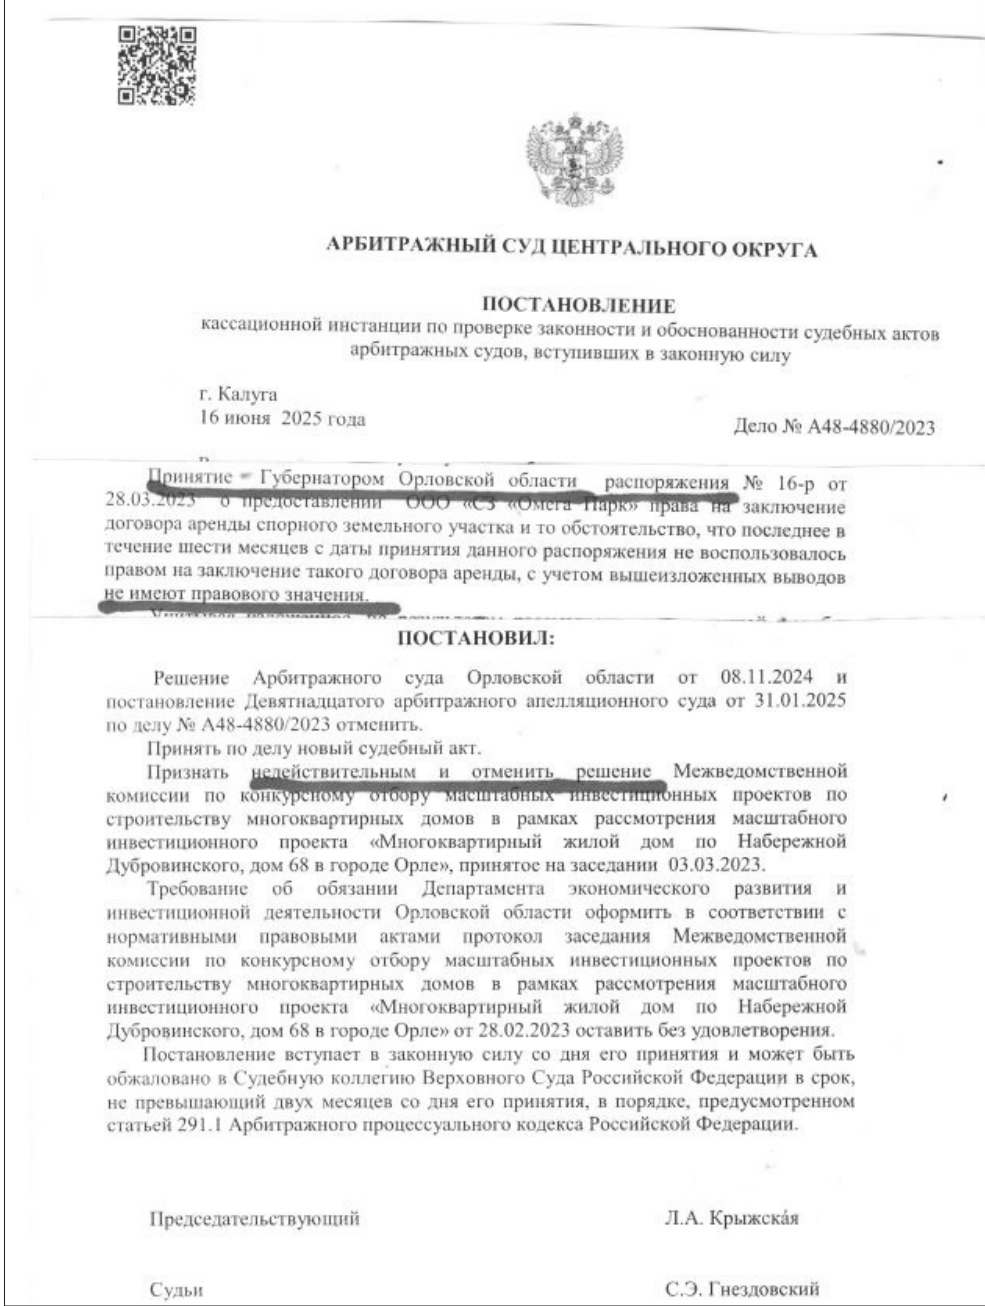 АРБИТРАЖНЫЙ СУД ЦЕНТРАЛЬНОГО ОКРУГА
ПОСТАНОВЛЕНИЕ
кассационной инстанции по проверке законности и обоснованности судебных актов
арбитражных судов, вступивших в законную силу
г. Калуга
16 июня 2025 года
Дело № А48-4880/2023
Принятие Губернатором Орловской области распоряжения № 16-р от
28.03.2023 о предоставлении ООО «СЗ «Омега Парк» права на заключение
договора аренды спорного земельного участка и то обстоятельство, что последнее в
течение шести месяцев с даты принятия данного распоряжения не воспользовалось
правом на заключение такого договора аренды, с учетом вышеизложенных выводов
не имеют правового значения.
ПОСТАНОВИЛ:
Решение Арбитражного суда Орловской области от 08.11.2024 и
постановление Девятнадцатого арбитражного апелляционного суда от 31.01.2025
по делу № А48-4880/2023 отменить.
Принять по делу новый судебный акт.
Признать недействительным и отменить решение Межведомственной
комиссии по конкурсному отбору масштабных инвестиционных проектов по
строительству многоквартирных домов в рамках рассмотрения масштабного
инвестиционного проекта «Многоквартирный жилой дом по Набережной
Дубровинского, дом 68 в городе Орле», принятое на заседании 03.03.2023.
Требование об обязании Департамента экономического развития и
инвестиционной деятельности Орловской области оформить в соответствии с
нормативными правовыми актами протокол заседания Межведомственной
комиссии по конкурсному отбору масштабных инвестиционных проектов по
строительству многоквартирных домов в рамках рассмотрения масштабного
инвестиционного проекта «Многоквартирный жилой дом по Набережной
Дубровинского, дом 68 в городе Орле» от 28.02.2023 оставить без удовлетворения.
Постановление вступает в законную силу со дня его принятия и может быть
обжаловано в Судебную коллегию Верховного Суда Российской Федерации в срок,
не превышающий двух месяцев со дня его принятия, в порядке, предусмотренном
статьей 291.1 Арбитражного процессуального кодекса Российской Федерации.
Председательствующий Л.А. Крыжская
Судьи С.Э. Гнездовский